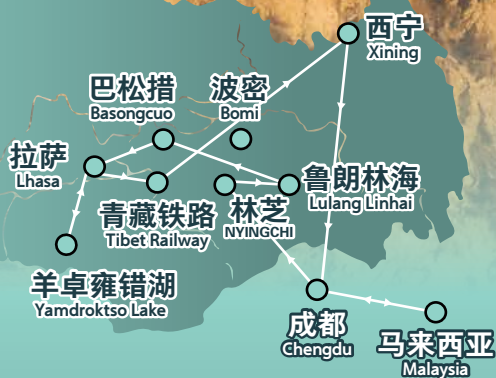 西宁
Xining
巴松措
Basongcuo
波密
Bomi
拉萨
Lhasa
鲁朗林海
Lulang Linhai
青藏铁路
Tibet Railway
林芝
NYINGCHI
羊卓雍错湖
Yamdroktso Lake
成都
Chengdu
马来西亚
Malaysia